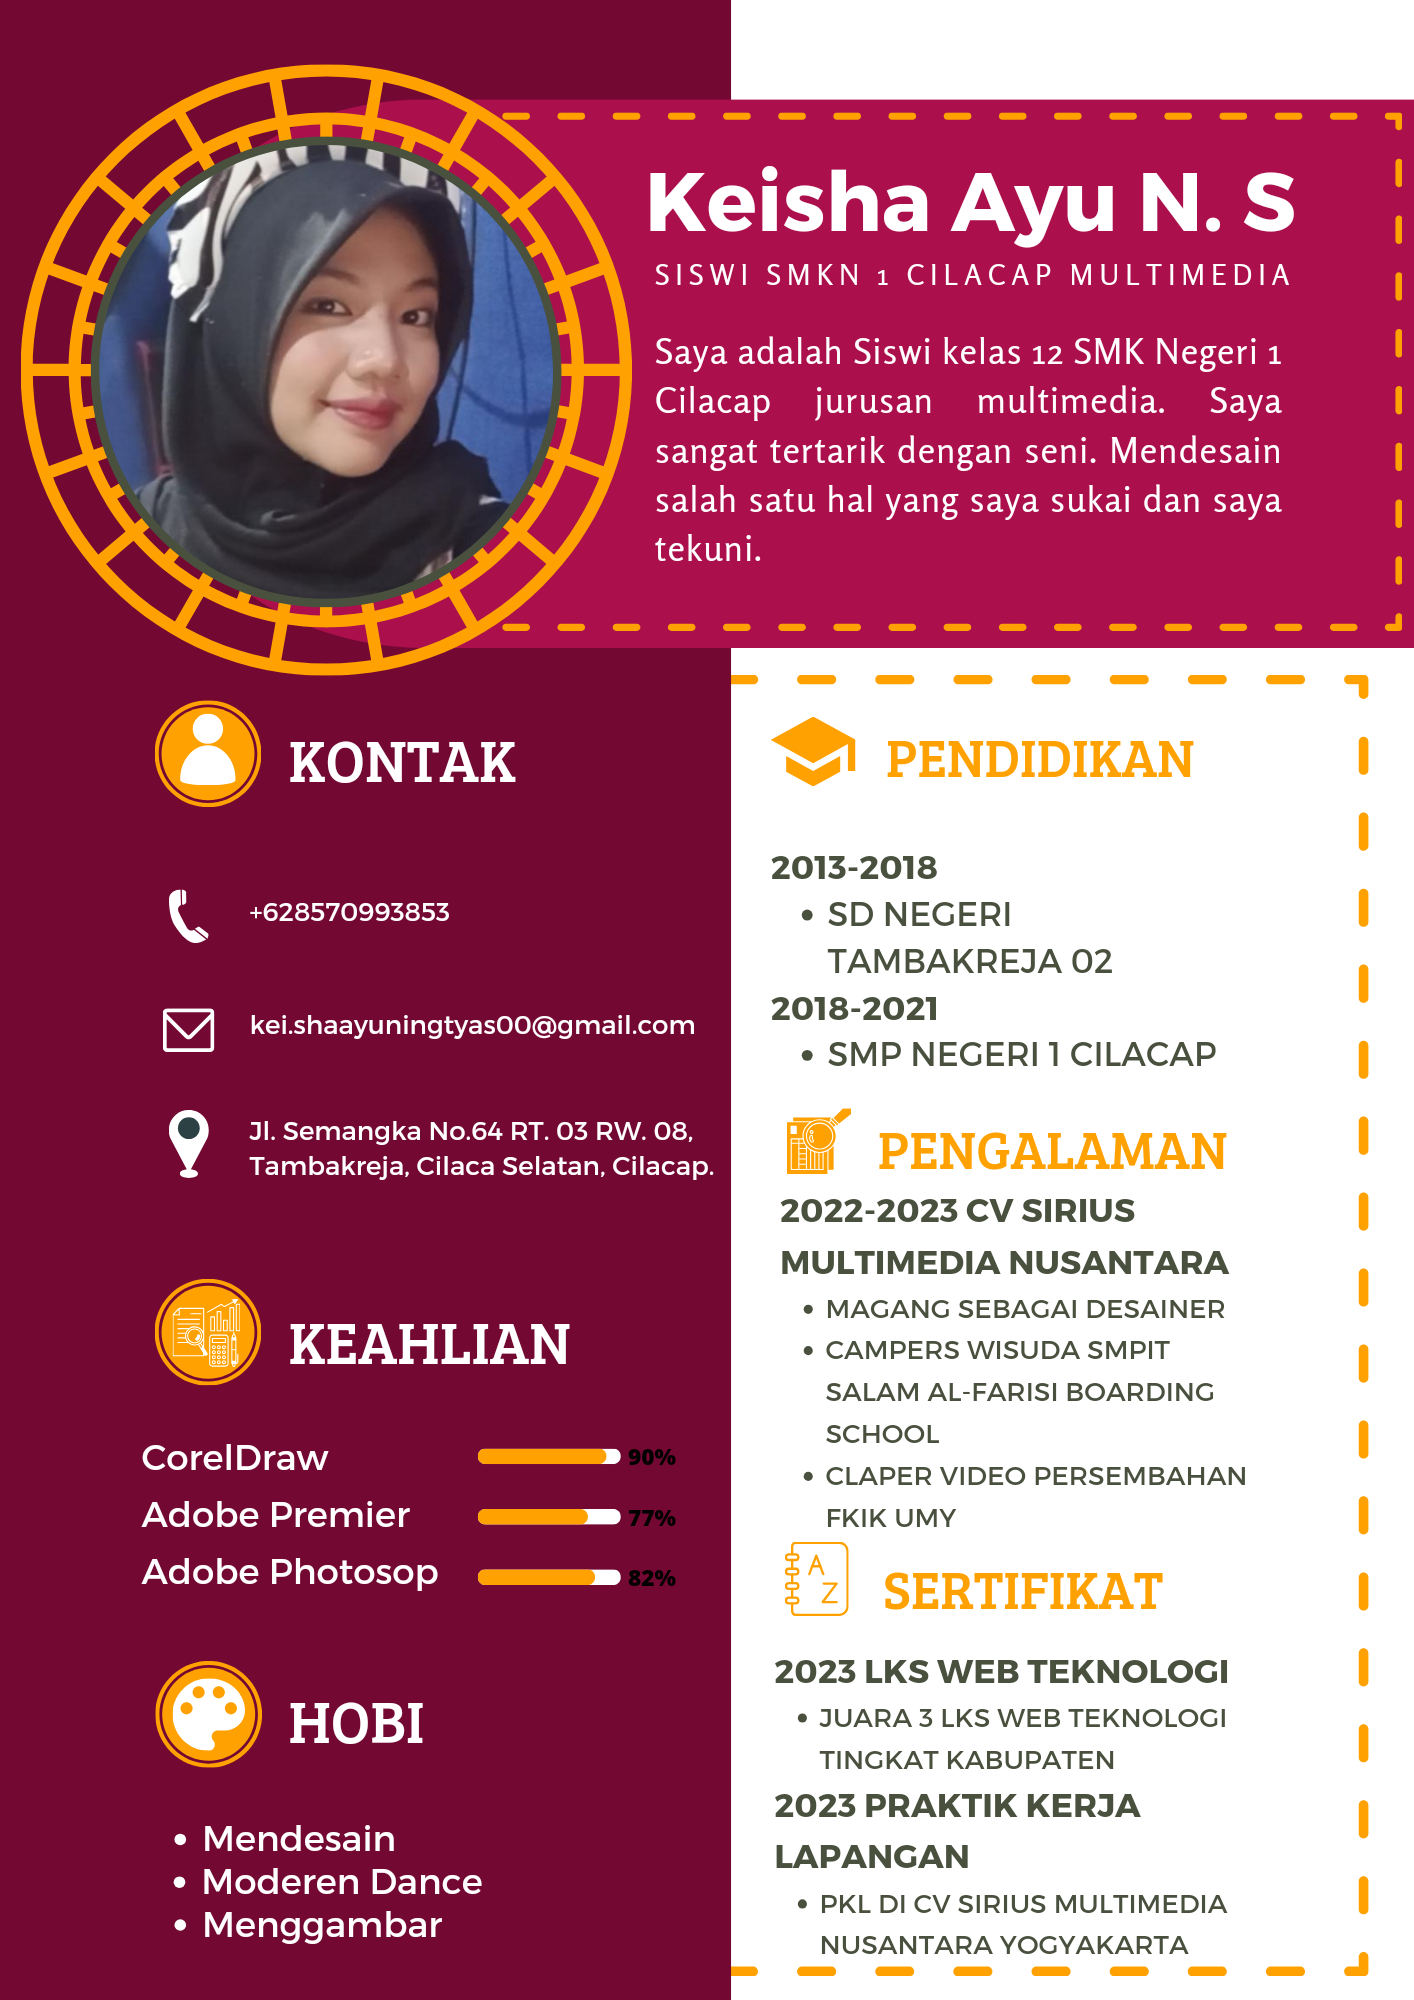 Keisha Ayu N. S
SISWI SMKN 1 CILACAP MULTIMEDIA
Saya adalah Siswi kelas 12 SMK Negeri 1
Cilacap jurusan multimedia. Saya
sangat tertarik dengan seni. Mendesain
salah satu hal yang saya sukai dan saya
tekuni.
KONTAK
+628570993853
kei.shaayuningtyas00@gmail.com
Jl. Semangka No.64 RT. 03 RW. 08,
Tambakreja, Cilaca Selatan, Cilacap.
KEAHLIAN
CorelDraw 90%
Adobe Premier 77%
Adobe Photosop 82%
HOBI
• Mendesain
• Moderen Dance
• Menggambar
PENDIDIKAN
2013-2018
• SD NEGERI
TAMBAKREJA 02
2018-2021
• SMP NEGERI 1 CILACAP
PENGALAMAN
2022-2023 CV SIRIUS
MULTIMEDIA NUSANTARA
• MAGANG SEBAGAI DESAINER
• CAMPERS WISUDA SMPIT
SALAM AL-FARISI BOARDING
SCHOOL
• CLAPER VIDEO PERSEMBAHAN
FKIK UMY
A
Z
SERTIFIKAT
2023 LKS WEB TEKNOLOGI
• JUARA 3 LKS WEB TEKNOLOGI
TINGKAT KABUPATEN
2023 PRAKTIK KERJA
LAPANGAN
• PKL DI CV SIRIUS MULTIMEDIA
NUSANTARA YOGYAKARTA